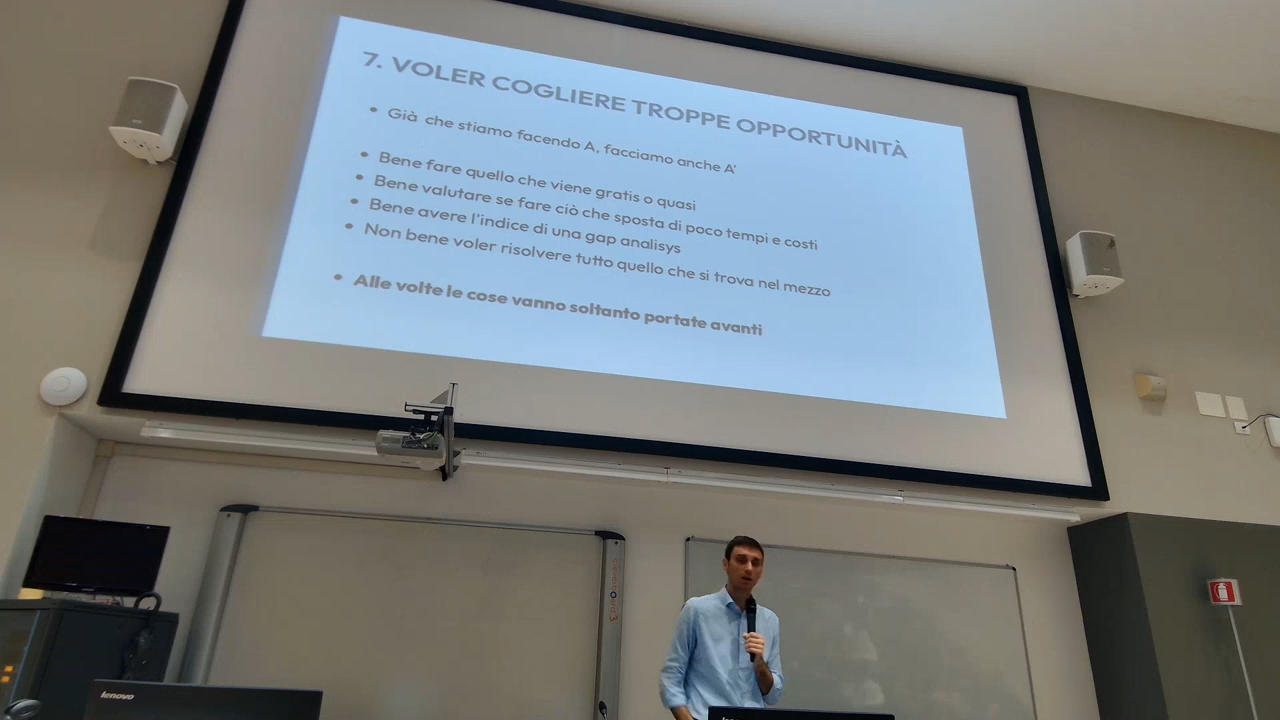 7. VOLER COGLIERE TROPPE OPPORTUNITÀ
• Già che stiamo facendo A, facciamo anche A'
• Bene fare quello che viene gratis o quasi
• Bene valutare se fare ciò che sposta di poco tempi e costi
• Bene avere l'indice di una gap analisys
• Non bene voler risolvere tutto quello che si trova nel mezzo
• Alle volte le cose vanno soltanto portate avanti
lenovo